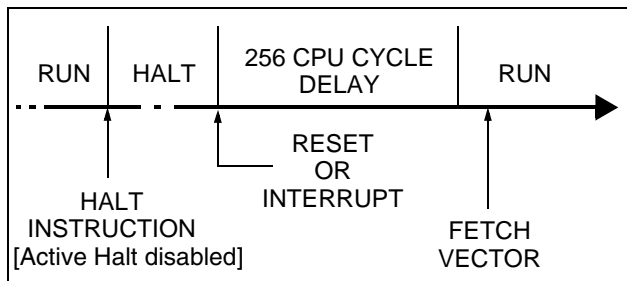 RUN
HALT
256 CPU CYCLE
DELAY
RUN
RESET
OR
INTERRUPT
HALT
INSTRUCTION
[Active Halt disabled]
FETCH
VECTOR